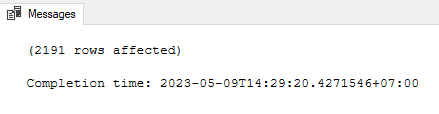 Messages
(2191 rows affected)
Completion time: 2023-05-09T14:29:20.4271546+07:00